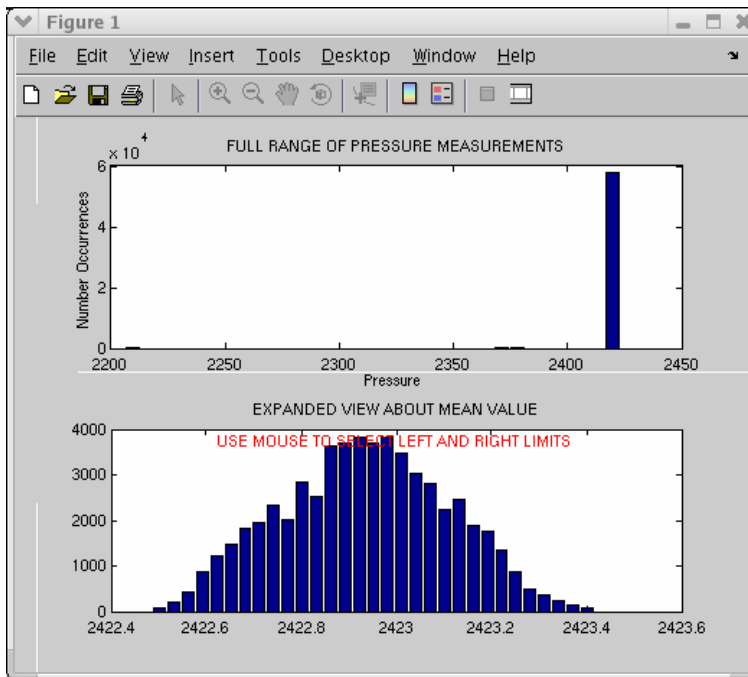 Figure 1
File Edit View Insert Tools Desktop Window Help
x 10 4
FULL RANGE OF PRESSURE MEASUREMENTS
6
4
2
0
Number Occurrences
2200 2250 2300 2350 2400 2450
Pressure
EXPANDED VIEW ABOUT MEAN VALUE
USE MOUSE TO SELECT LEFT AND RIGHT LIMITS
4000
3000
2000
1000
0
2422.4 2422.6 2422.8 2423 2423.2 2423.4 2423.6